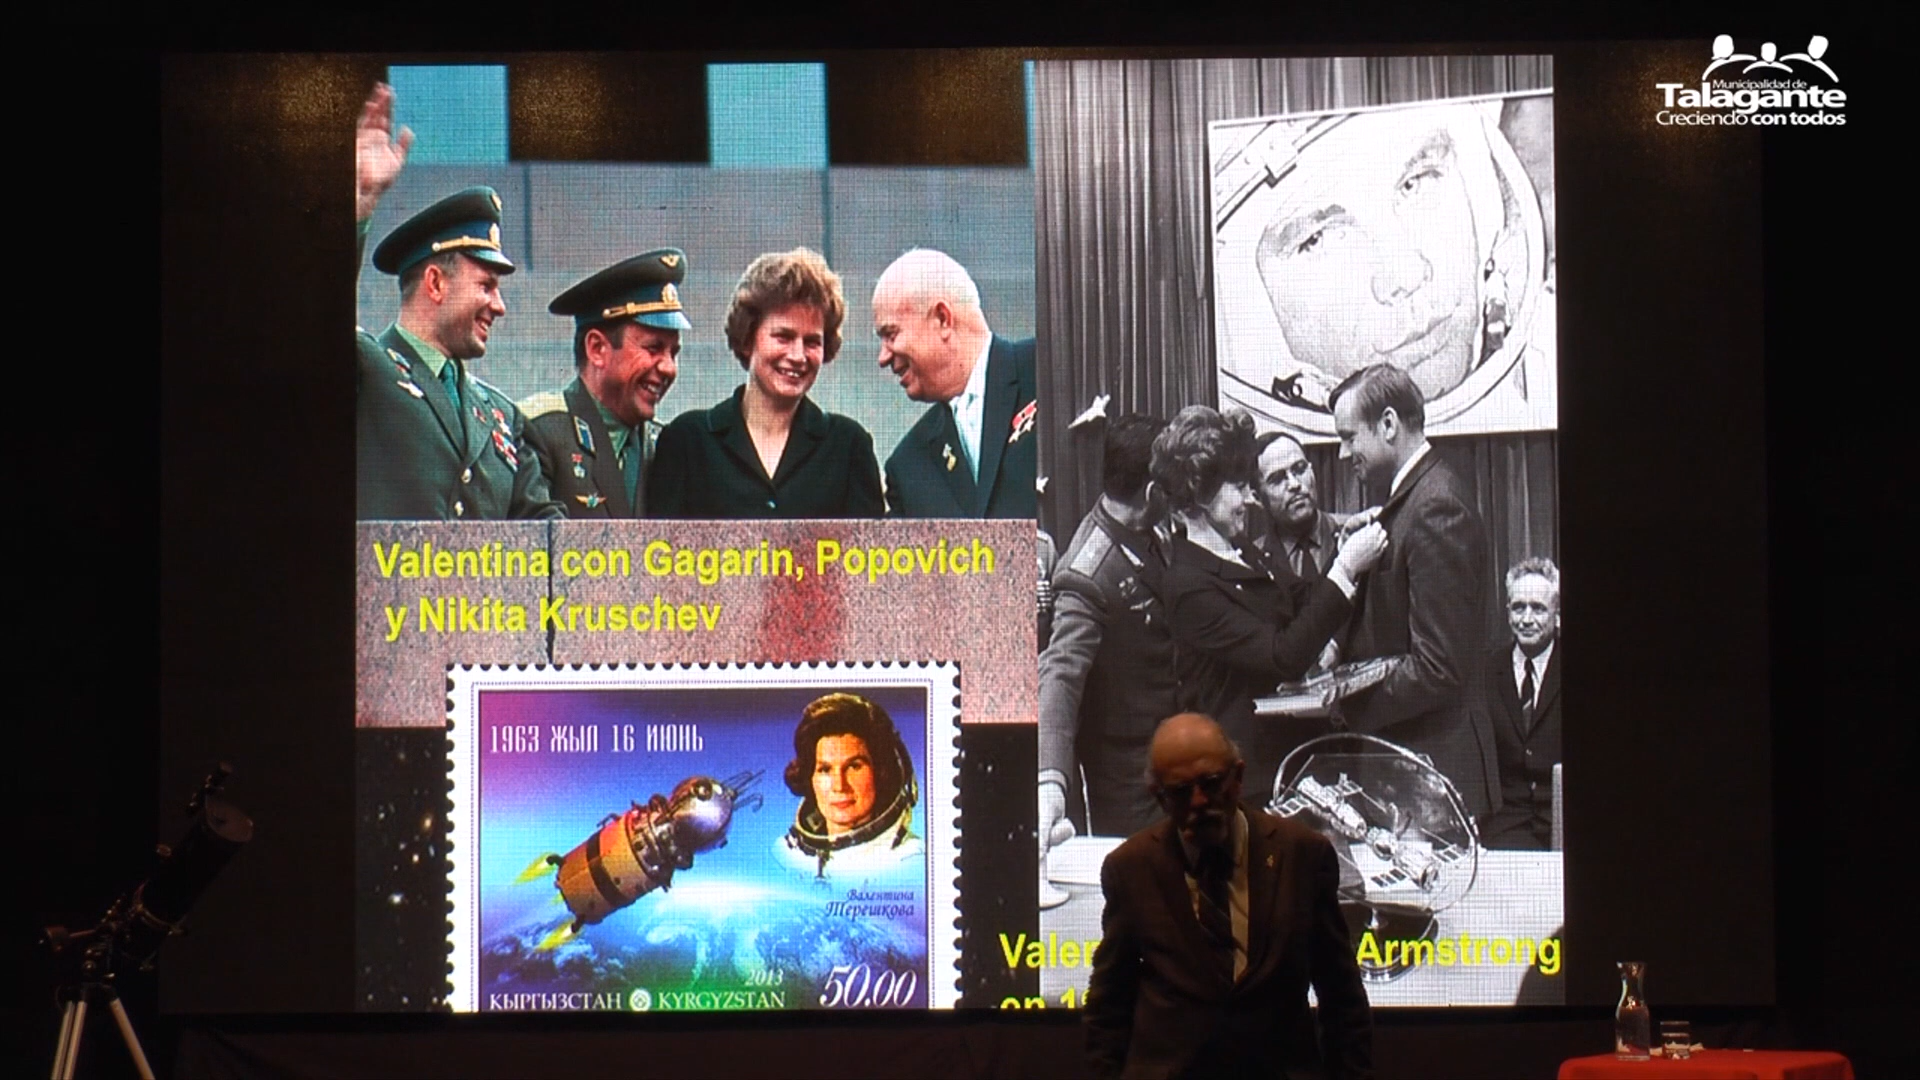 Municipalidad de
Talagante
Creciendo con todos
Valentina con Gagarin, Popovich
y Nikita Kruschev
1963 ЖЫЛ 16 ИЮНЬ
Валентина
Терешкова
2013
50.00
КЫРГЫЗСТАН KYRGYZSTAN
Armstrong